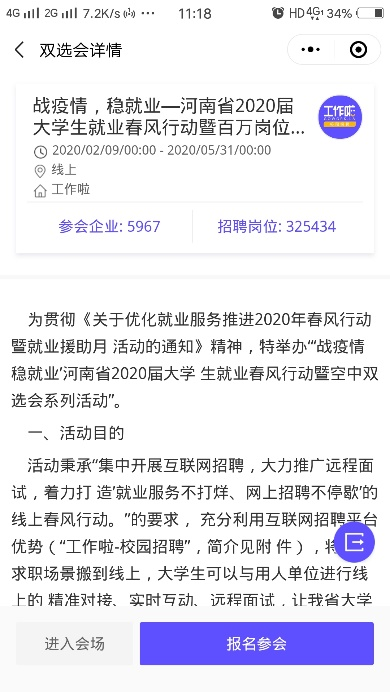 4G 2G 7.2K/s ··· 11:18 HD 4G 34%
双选会详情
战疫情，稳就业—河南省2020届
大学生就业春风行动暨百万岗位...
工作啦
2020/02/09/00:00 - 2020/05/31/00:00
线上
工作啦
参会企业: 5967 招聘岗位: 325434
为贯彻《关于优化就业服务推进2020年春风行动
暨就业援助月 活动的通知》精神，特举办“‘战疫情
稳就业’河南省2020届大学 生就业春风行动暨空中双
选会系列活动”。
一、活动目的
活动秉承“集中开展互联网招聘，大力推广远程面
试，着力打 造‘就业服务不打烊、网上招聘不停歇’的
线上春风行动。”的要求， 充分利用互联网招聘平台
优势（“工作啦-校园招聘”，简介见附 件），将
求职场景搬到线上，大学生可以与用人单位进行线
上的 精准对接、实时互动、远程面试，让我省大学
进入会场 报名参会